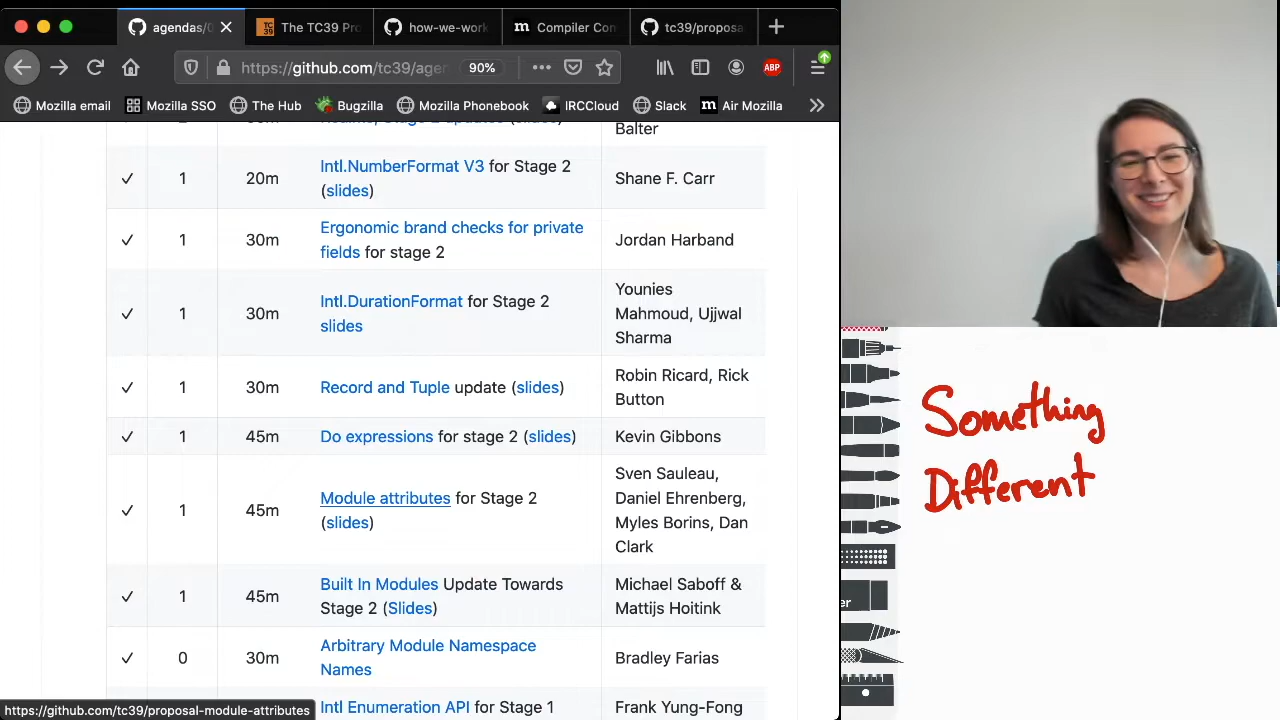 agendas/0
The TC39 Pro
how-we-work
Compiler Com
tc39/proposa
https://github.com/tc39/agen
90%
ABP
Mozilla email
Mozilla SSO
The Hub
Bugzilla
Mozilla Phonebook
IRCCloud
Slack
Air Mozilla
Balter
✓ 1 20m Intl.NumberFormat V3 for Stage 2 (slides) Shane F. Carr
✓ 1 30m Ergonomic brand checks for private fields for stage 2 Jordan Harband
✓ 1 30m Intl.DurationFormat for Stage 2 slides Younies Mahmoud, Ujjwal Sharma
✓ 1 30m Record and Tuple update (slides) Robin Ricard, Rick Button
✓ 1 45m Do expressions for stage 2 (slides) Kevin Gibbons
✓ 1 45m Module attributes for Stage 2 (slides) Sven Sauleau, Daniel Ehrenberg, Myles Borins, Dan Clark
✓ 1 45m Built In Modules Update Towards Stage 2 (Slides) Michael Saboff & Mattijs Hoitink
✓ 0 30m Arbitrary Module Namespace Names Bradley Farias
Intl Enumeration API for Stage 1 Frank Yung-Fong
https://github.com/tc39/proposal-module-attributes
Something
Different